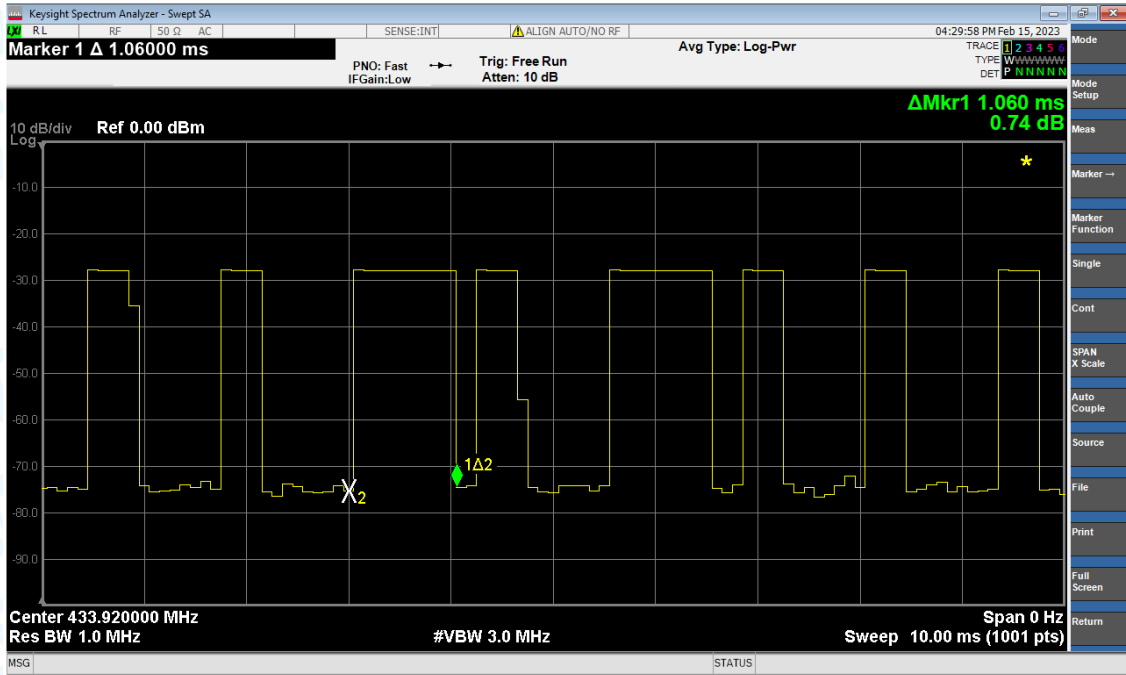 Keysight Spectrum Analyzer - Swept SA
LXI RL RF 50 Ω AC SENSE:INT ALIGN AUTO/NO RF 04:29:58 PM Feb 15, 2023
Marker 1 Δ 1.06000 ms
PNO: Fast
IFGain:Low
Trig: Free Run
Atten: 10 dB
Avg Type: Log-Pwr
TRACE 1 2 3 4 5 6
TYPE WWWWWW
DET P N N N N N
ΔMkr1 1.060 ms
0.74 dB
10 dB/div Ref 0.00 dBm
Log
-10.0
-20.0
-30.0
-40.0
-50.0
-60.0
-70.0
-80.0
-90.0
1Δ2
X2
*
Center 433.920000 MHz Span 0 Hz
Res BW 1.0 MHz #VBW 3.0 MHz Sweep 10.00 ms (1001 pts)
MSG STATUS
Mode
Mode
Setup
Meas
Marker →
Marker
Function
Single
Cont
SPAN
X Scale
Auto
Couple
Source
File
Print
Full
Screen
Return